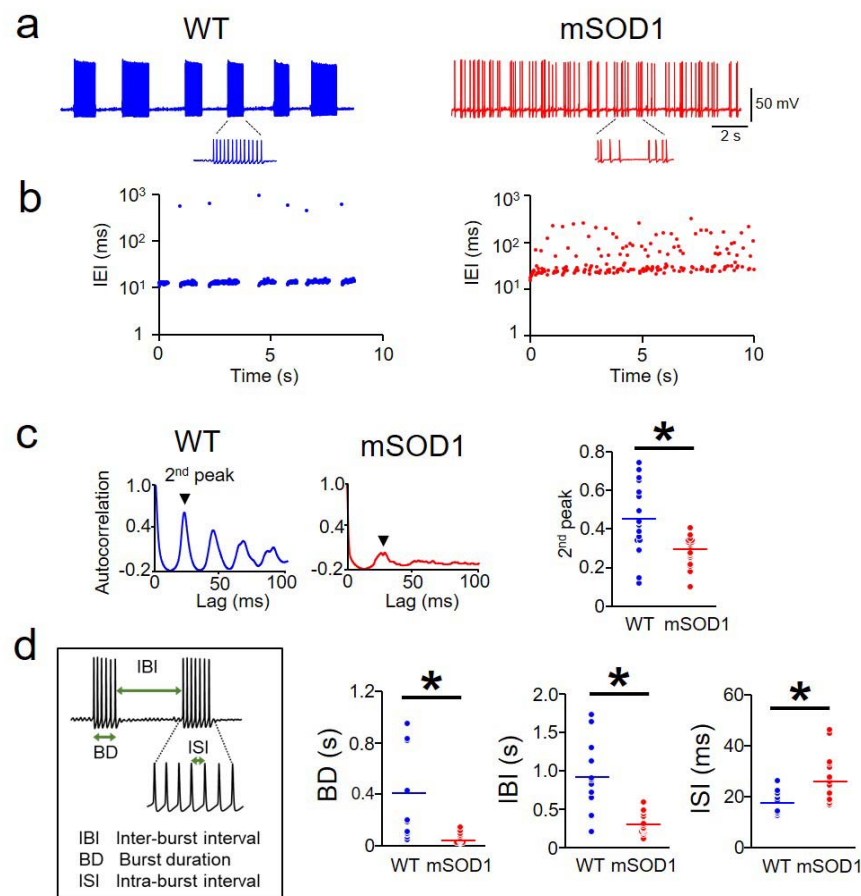 a
WT
mSOD1
50 mV
2 s
b
IEI (ms)
10³
10²
10¹
1
0
5
10
Time (s)
IEI (ms)
10³
10²
10¹
1
0
5
10
Time (s)
c
WT
mSOD1
*
2ⁿᵈ peak
Autocorrelation
1.0
0.4
-0.2
0
100
Lag (ms)
1.0
0.4
-0.2
0
100
Lag (ms)
2ⁿᵈ peak
0.8
0.6
0.4
0.2
0
WT mSOD1
d
IBI
BD
ISI
IBI Inter-burst interval
BD Burst duration
ISI Intra-burst interval
*
BD (s)
1.2
0.8
0.4
0
WT mSOD1
*
IBI (s)
2.0
1.5
1.0
0.5
0
WT mSOD1
*
ISI (ms)
60
40
20
0
WT mSOD1